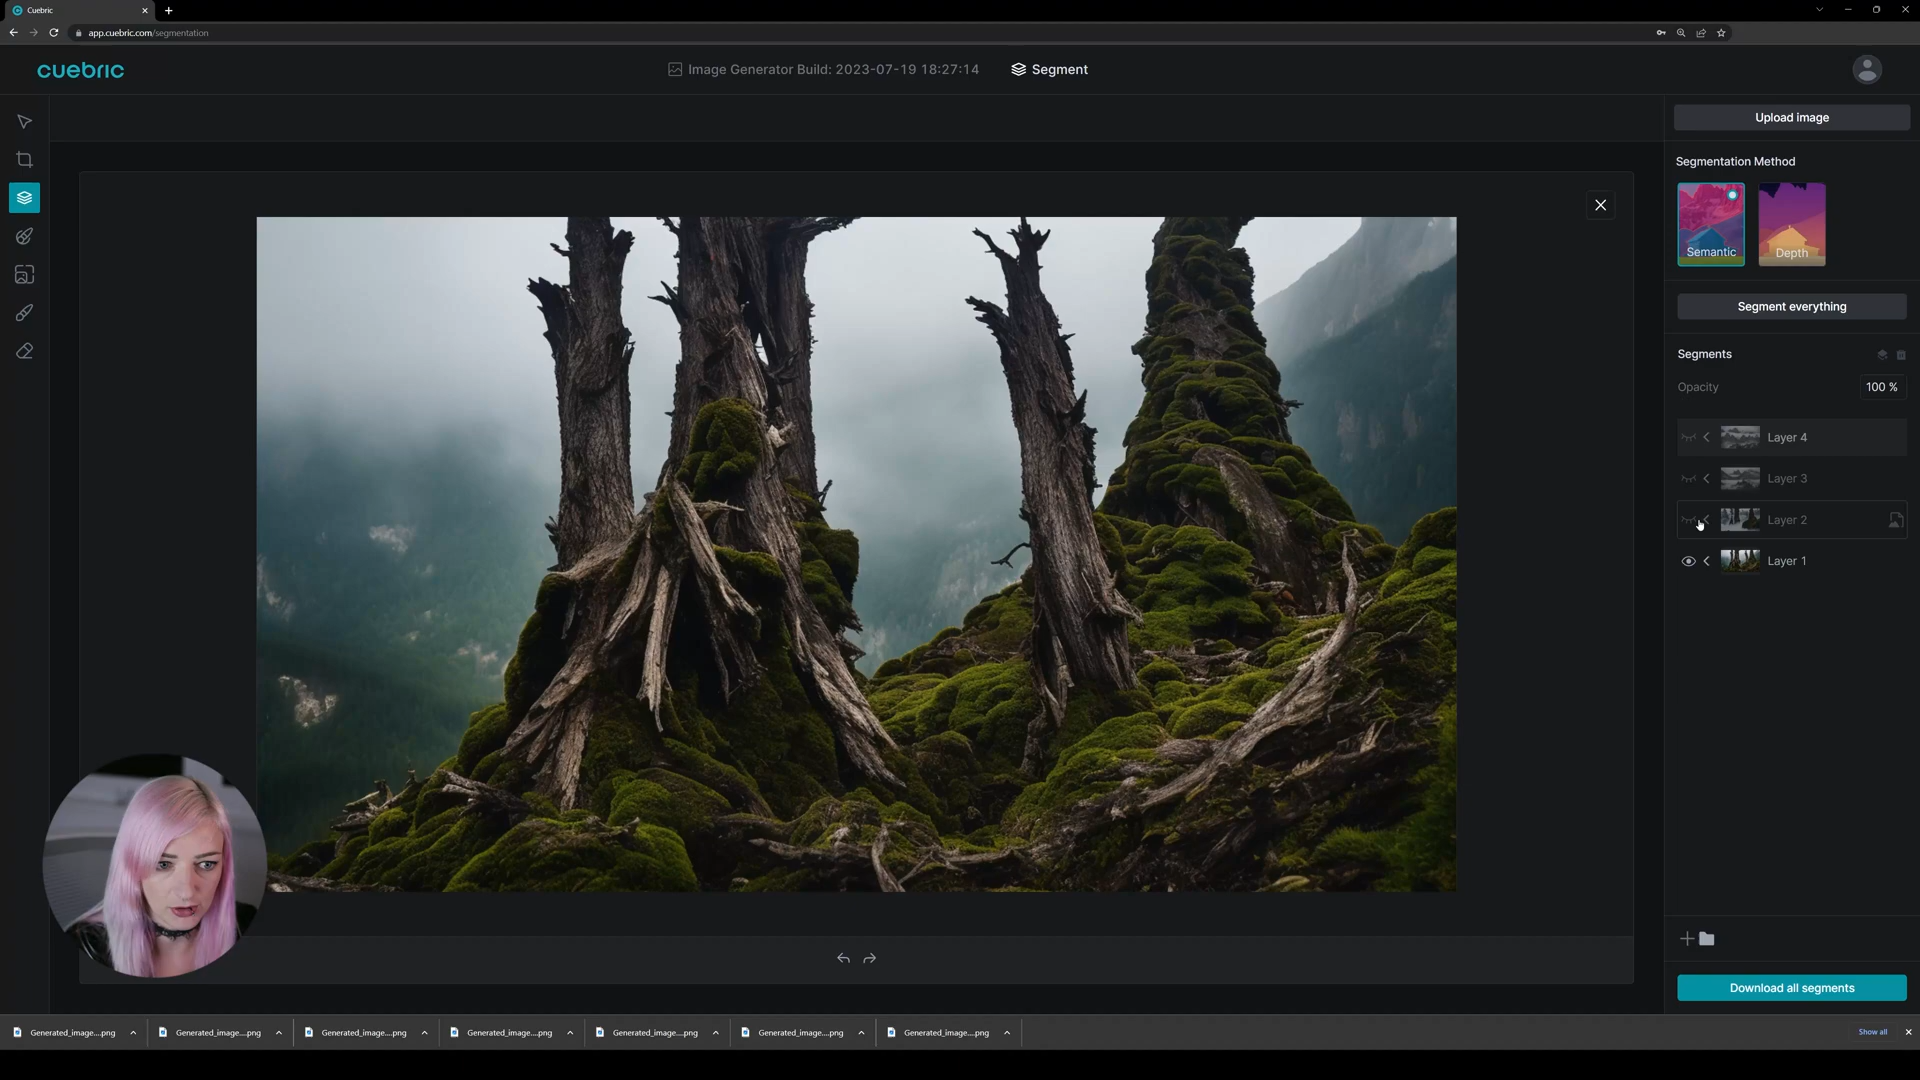 Cuebric
app.cuebric.com/segmentation
cuebric
Image Generator Build: 2023-07-19 18:27:14
Segment
Upload image
Segmentation Method
Semantic
Depth
Segment everything
Segments
Opacity
100 %
Layer 4
Layer 3
Layer 2
Layer 1
Download all segments
Generated_image....png
Generated_image....png
Generated_image....png
Generated_image....png
Generated_image....png
Generated_image....png
Generated_image....png
Show all